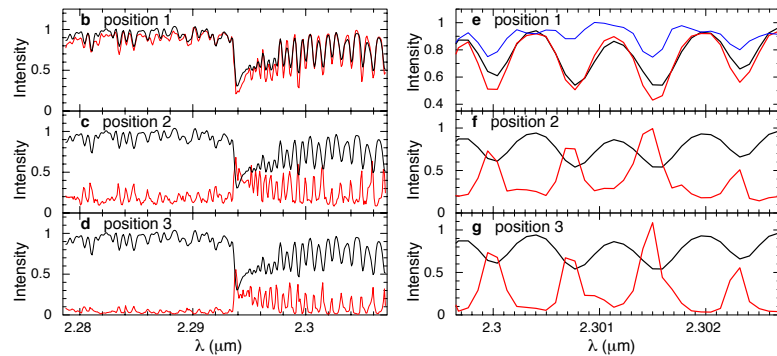 b position 1
Intensity
1
0.5
0
c position 2
Intensity
1
0.5
0
d position 3
Intensity
1
0.5
0
2.28 2.29 2.3
λ (μm)
e position 1
Intensity
1
0.8
0.6
0.4
f position 2
Intensity
1
0.5
0
g position 3
Intensity
1
0.5
0
2.3 2.301 2.302
λ (μm)